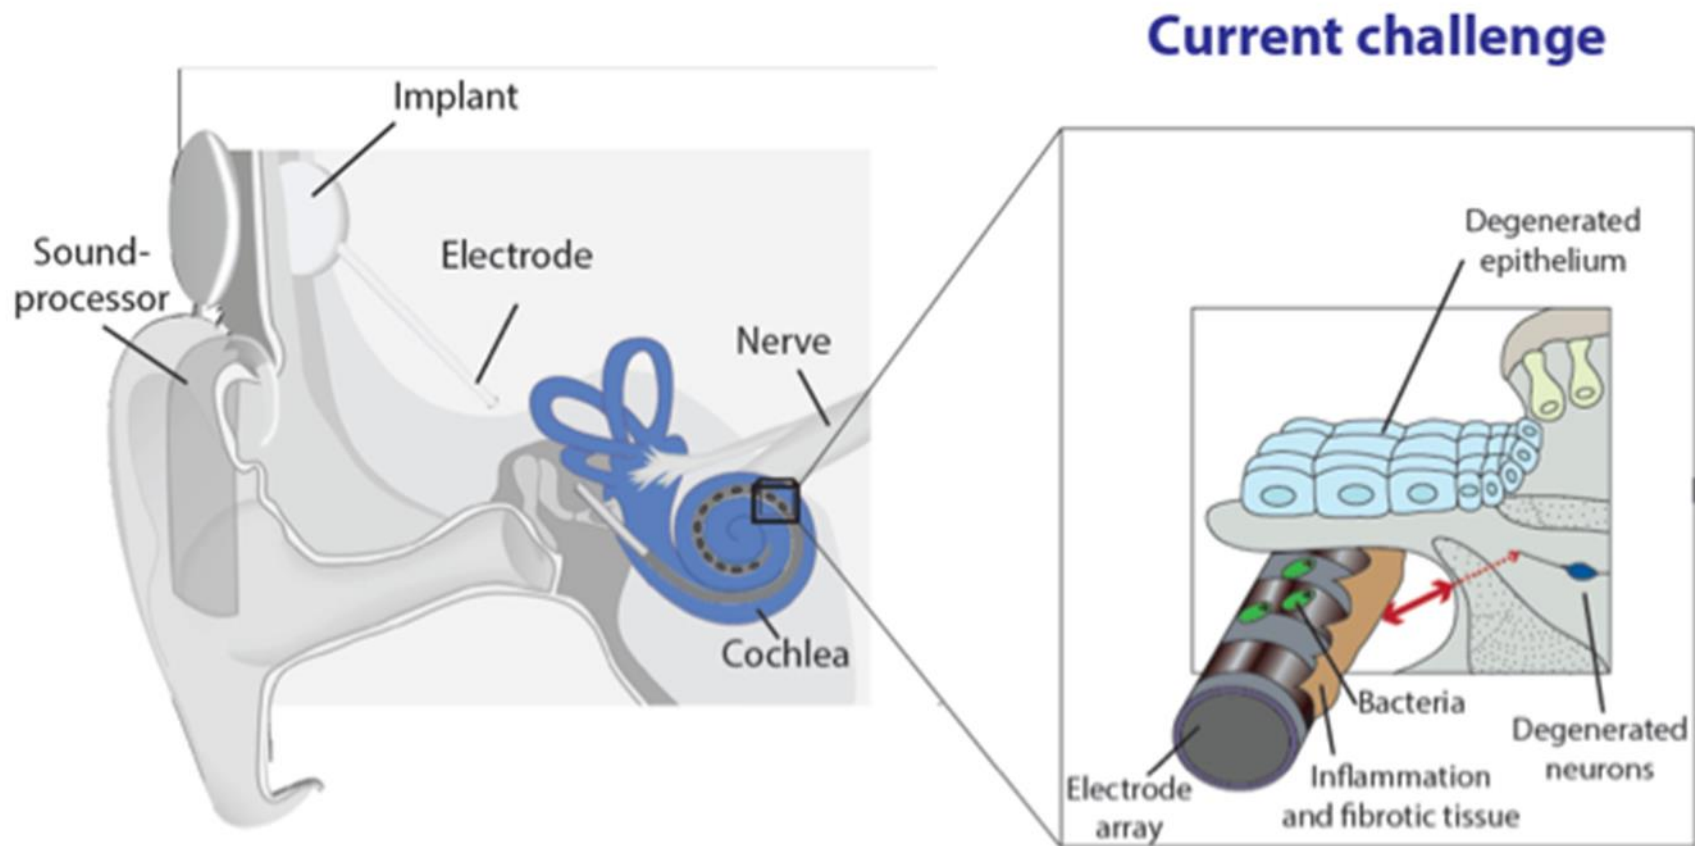 Current challenge
Implant
Sound-
processor
Electrode
Nerve
Cochlea
Degenerated
epithelium
Bacteria
Degenerated
neurons
Electrode
array
Inflammation
and fibrotic tissue